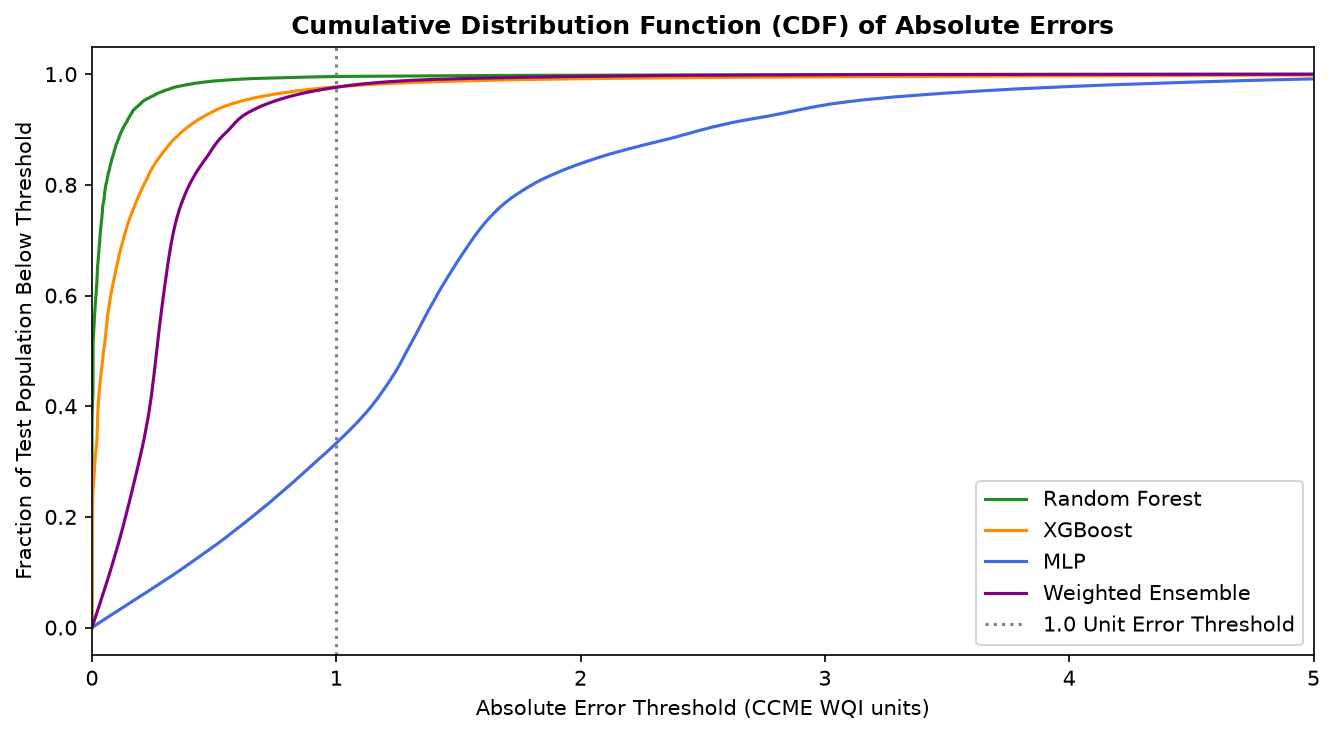 Cumulative Distribution Function (CDF) of Absolute Errors
Fraction of Test Population Below Threshold
1.0
0.8
0.6
0.4
0.2
0.0
0
1
2
3
4
5
Absolute Error Threshold (CCME WQI units)
Random Forest
XGBoost
MLP
Weighted Ensemble
1.0 Unit Error Threshold